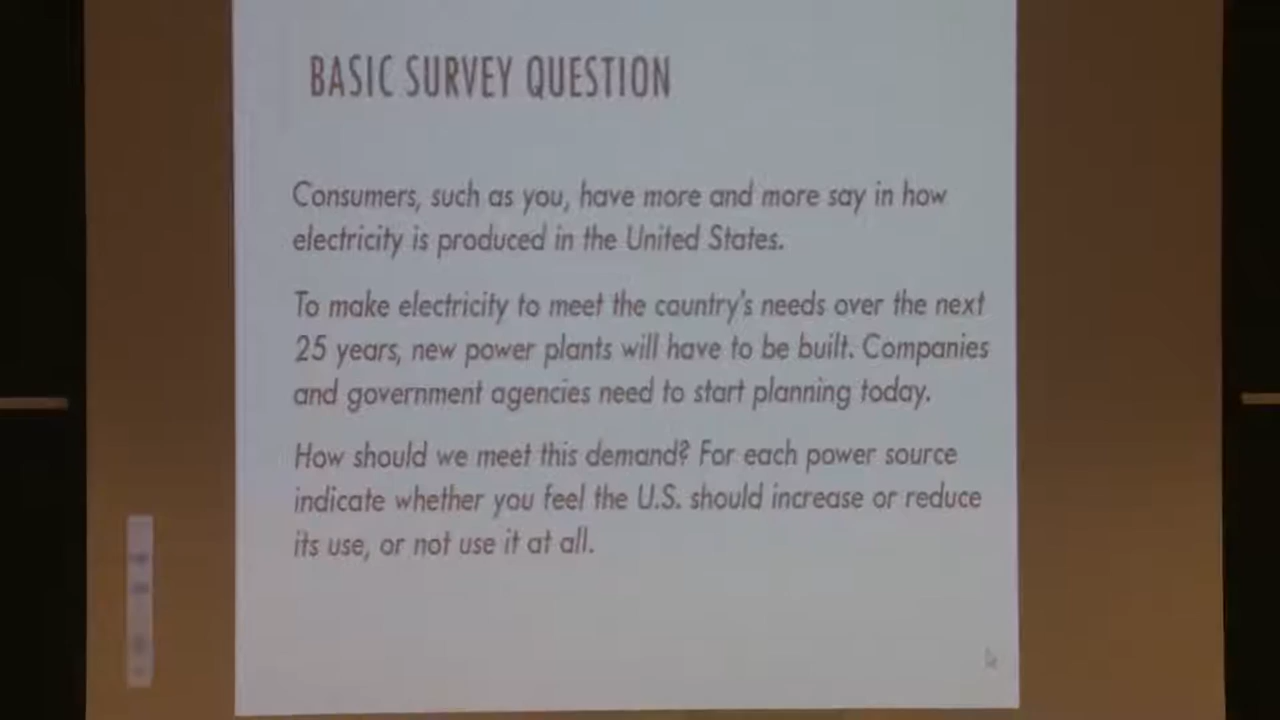 BASIC SURVEY QUESTION
Consumers, such as you, have more and more say in how
electricity is produced in the United States.
To make electricity to meet the country's needs over the next
25 years, new power plants will have to be built. Companies
and government agencies need to start planning today.
How should we meet this demand? For each power source
indicate whether you feel the U.S. should increase or reduce
its use, or not use it at all.